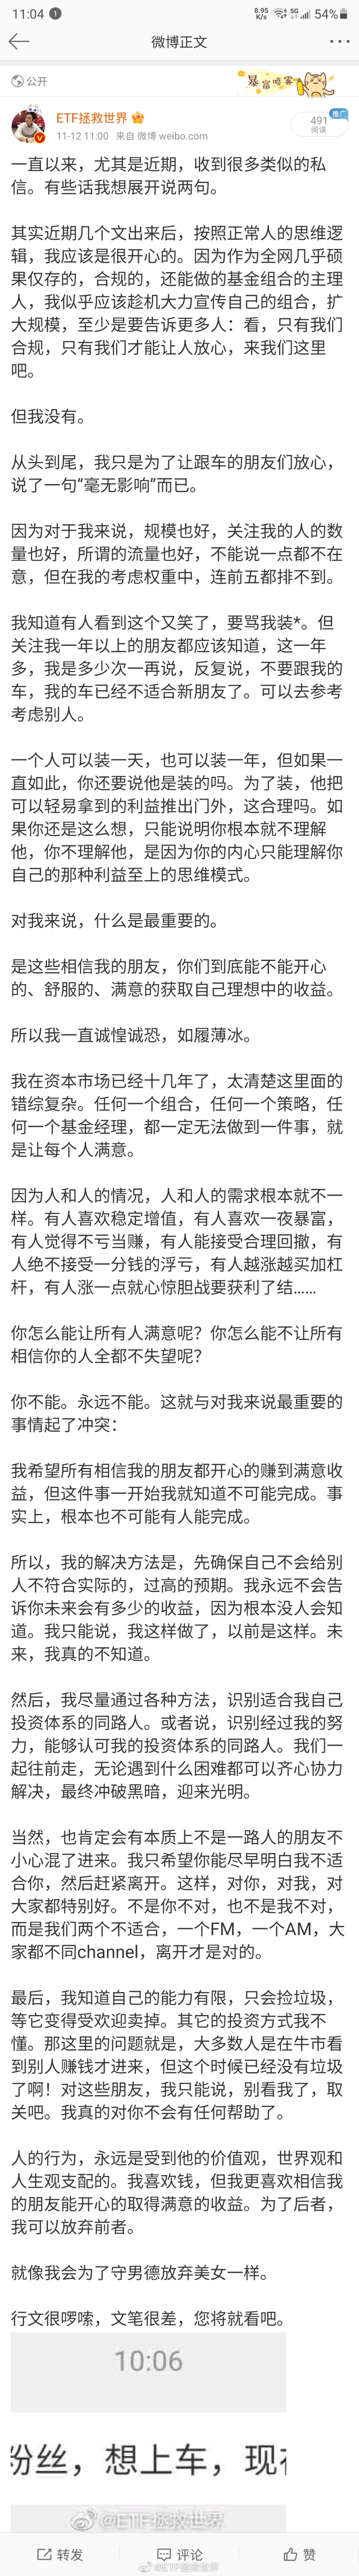 11:04
1
8.95
K/s
5G
54%
微博正文
公开
暴富鸡客
ETF拯救世界
11-12 11:00 来自 微博 weibo.com
推广
491
阅读
一直以来，尤其是近期，收到很多类似的私
信。有些话我想展开说两句。
其实近期几个文出来后，按照正常人的思维逻
辑，我应该是很开心的。因为作为全网几乎硕
果仅存的，合规的，还能做的基金组合的主理
人，我似乎应该趁机大力宣传自己的组合，扩
大规模，至少是要告诉更多人：看，只有我们
合规，只有我们才能让人放心，来我们这里
吧。
但我没有。
从头到尾，我只是为了让跟车的朋友们放心，
说了一句“毫无影响”而已。
因为对于我来说，规模也好，关注我的人的数
量也好，所谓的流量也好，不能说一点都不在
意，但在我的考虑权重中，连前五都排不到。
我知道有人看到这个又笑了，要骂我装*。但
关注我一年以上的朋友都应该知道，这一年
多，我是多少次一再说，反复说，不要跟我的
车，我的车已经不适合新朋友了。可以去参考
考虑别人。
一个人可以装一天，也可以装一年，但如果一
直如此，你还要说他是装的吗。为了装，他把
可以轻易拿到的利益推出门外，这合理吗。如
果你还是这么想，只能说明你根本就不理解
他，你不理解他，是因为你的内心只能理解你
自己的那种利益至上的思维模式。
对我来说，什么是最重要的。
是这些相信我的朋友，你们到底能不能开心
的、舒服的、满意的获取自己理想中的收益。
所以我一直诚惶诚恐，如履薄冰。
我在资本市场已经十几年了，太清楚这里面的
错综复杂。任何一个组合，任何一个策略，任
何一个基金经理，都一定无法做到一件事，就
是让每个人满意。
因为人和人的情况，人和人的需求根本就不一
样。有人喜欢稳定增值，有人喜欢一夜暴富，
有人觉得不亏当赚，有人能接受合理回撤，有
人绝不接受一分钱的浮亏，有人越涨越买加杠
杆，有人涨一点就心惊胆战要获利了结……
你怎么能让所有人满意呢？你怎么能不让所有
相信你的人全都不失望呢？
你不能。永远不能。这就与对我来说最重要的
事情起了冲突：
我希望所有相信我的朋友都开心的赚到满意收
益，但这件事一开始我就知道不可能完成。事
实上，根本也不可能有人能完成。
所以，我的解决方法是，先确保自己不会给别
人不符合实际的，过高的预期。我永远不会告
诉你未来会有多少的收益，因为根本没人会知
道。我只能说，我这样做了，以前是这样。未
来，我真的不知道。
然后，我尽量通过各种方法，识别适合我自己
投资体系的同路人。或者说，识别经过我的努
力，能够认可我的投资体系的同路人。我们一
起往前走，无论遇到什么困难都可以齐心协力
解决，最终冲破黑暗，迎来光明。
当然，也肯定会有本质上不是一路人的朋友不
小心混了进来。我只希望你能尽早明白我不适
合你，然后赶紧离开。这样，对你，对我，对
大家都特别好。不是你不对，也不是我不对，
而是我们两个不适合，一个FM，一个AM，大
家都不同channel，离开才是对的。
最后，我知道自己的能力有限，只会捡垃圾，
等它变得受欢迎卖掉。其它的投资方式我不
懂。那这里的问题就是，大多数人是在牛市看
到别人赚钱才进来，但这个时候已经没有垃圾
了啊！对这些朋友，我只能说，别看我了，取
关吧。我真的对你不会有任何帮助了。
人的行为，永远是受到他的价值观，世界观和
人生观支配的。我喜欢钱，但我更喜欢相信我
的朋友能开心的取得满意的收益。为了后者，
我可以放弃前者。
就像我会为了守男德放弃美女一样。
行文很啰嗦，文笔很差，您将就看吧。
10:06
粉丝，想上车，现在
@ETF拯救世界
转发
评论
赞
@ETF拯救世界